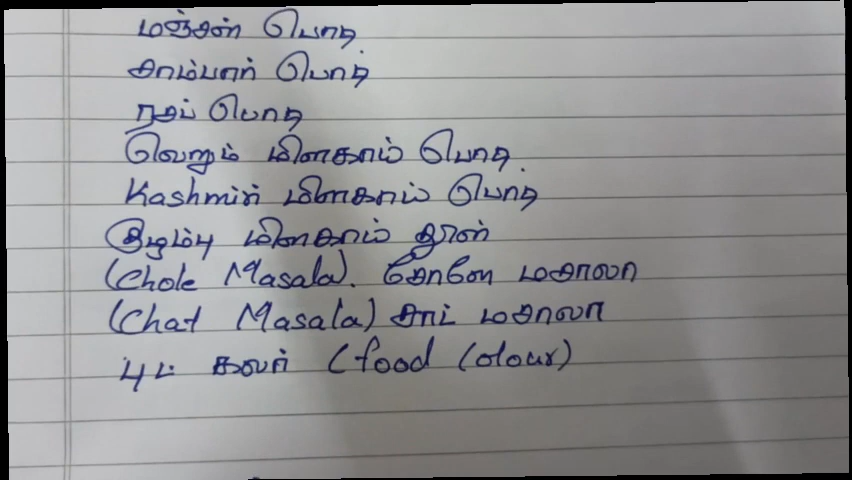 மஞ்சள் பொடி
சாம்பார் பொடி
ரசப் பொடி
வெறும் மிளகாய் பொடி.
Kashmiri மிளகாய் பொடி
குழம்பு மிளகாய் தூள்
(Chole Masala). சோளே மசாலா
(Chat Masala) சாட் மசாலா
புட் கலர் (food Colour)